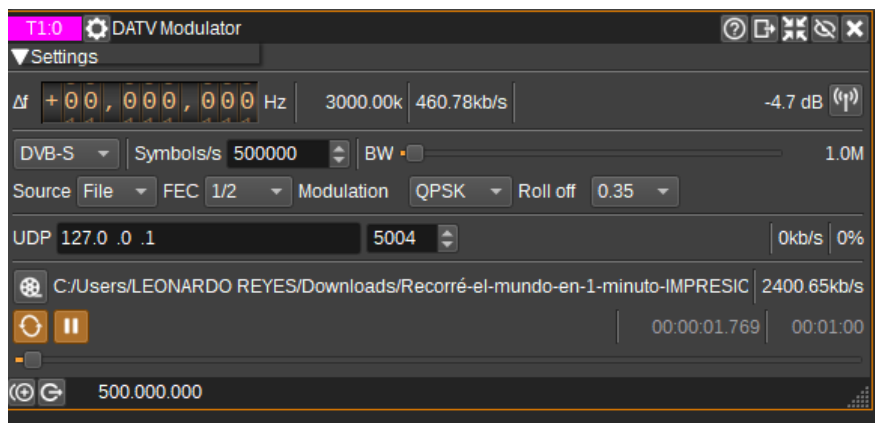 T1:0 DATV Modulator
Settings
Δf +00,000,000 Hz 3000.00k 460.78kb/s -4.7 dB
DVB-S Symbols/s 500000 BW 1.0M
Source File FEC 1/2 Modulation QPSK Roll off 0.35
UDP 127.0 .0 .1 5004 0kb/s 0%
C:/Users/LEONARDO REYES/Downloads/Recorré-el-mundo-en-1-minuto-IMPRESIC 2400.65kb/s
00:00:01.769 00:01:00
500.000.000